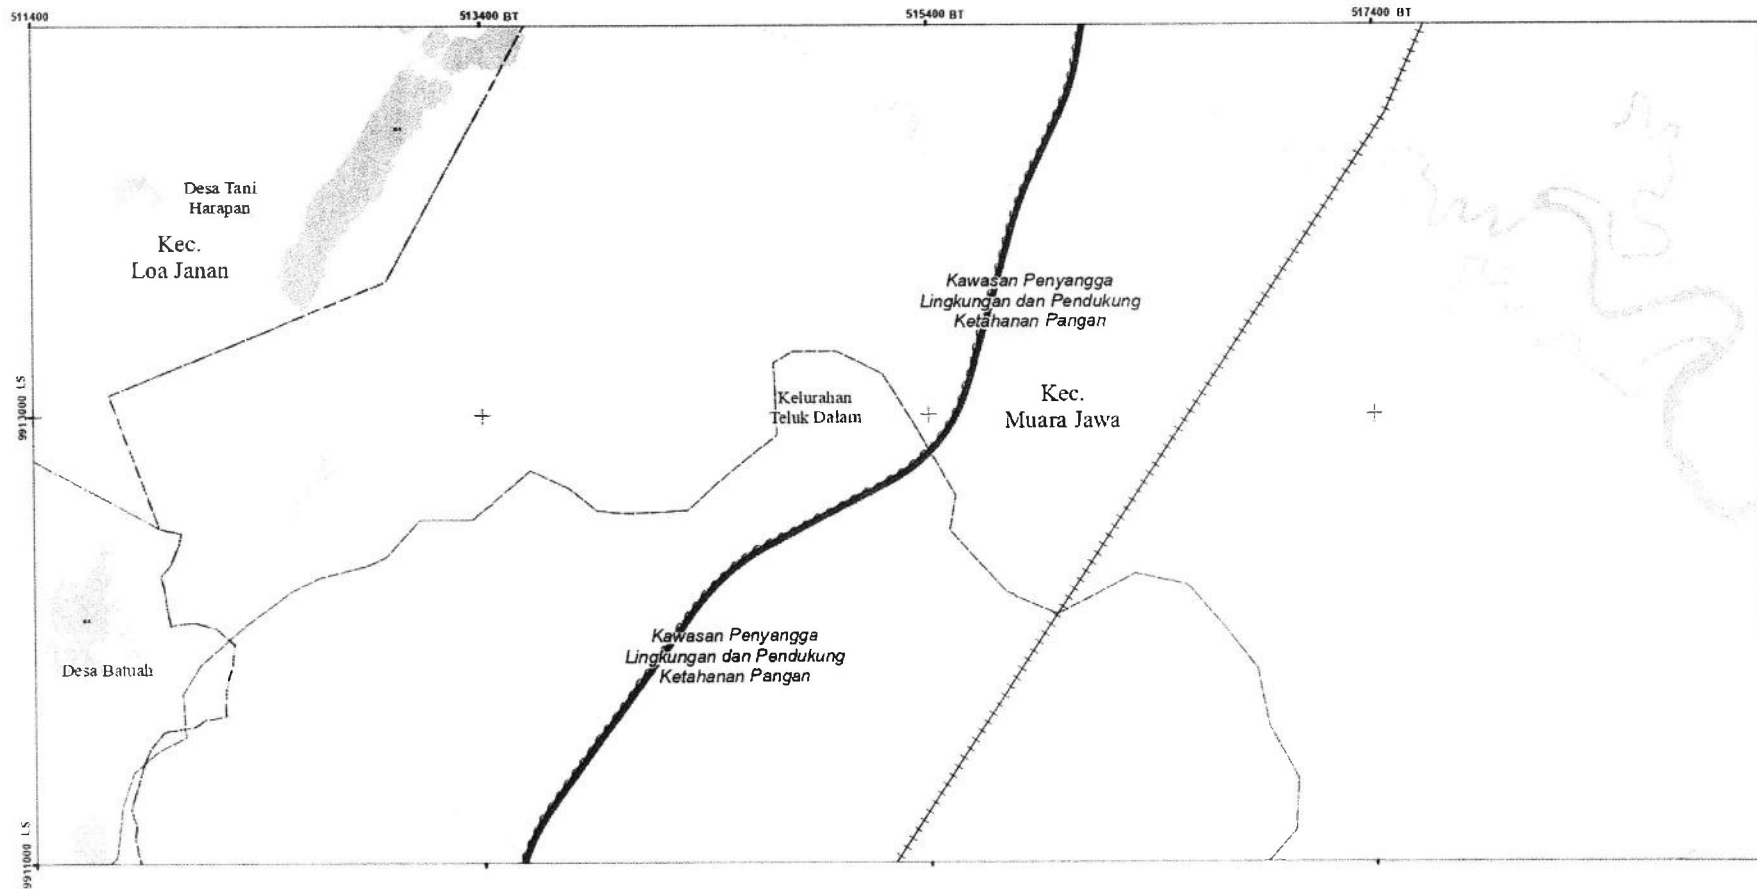 511400
513400 BT
515400 BT
517400 BT
Desa Tani
Harapan
Kec.
Loa Janan
Kawasan Penyangga
Lingkungan dan Pendukung
Ketahanan Pangan
9913000 LS
Kelurahan
Teluk Dalam
Kec.
Muara Jawa
Kawasan Penyangga
Lingkungan dan Pendukung
Ketahanan Pangan
Desa Batuah
9911000 LS